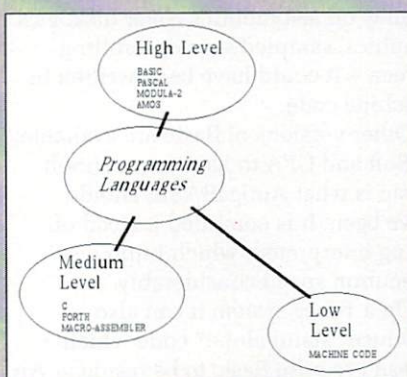 High Level
BASIC
PASCAL
MODULA-2
AMOS
Programming
Languages
Medium
Level
C
FORTH
MACRO-ASSEMBLER
Low
Level
MACHINE CODE